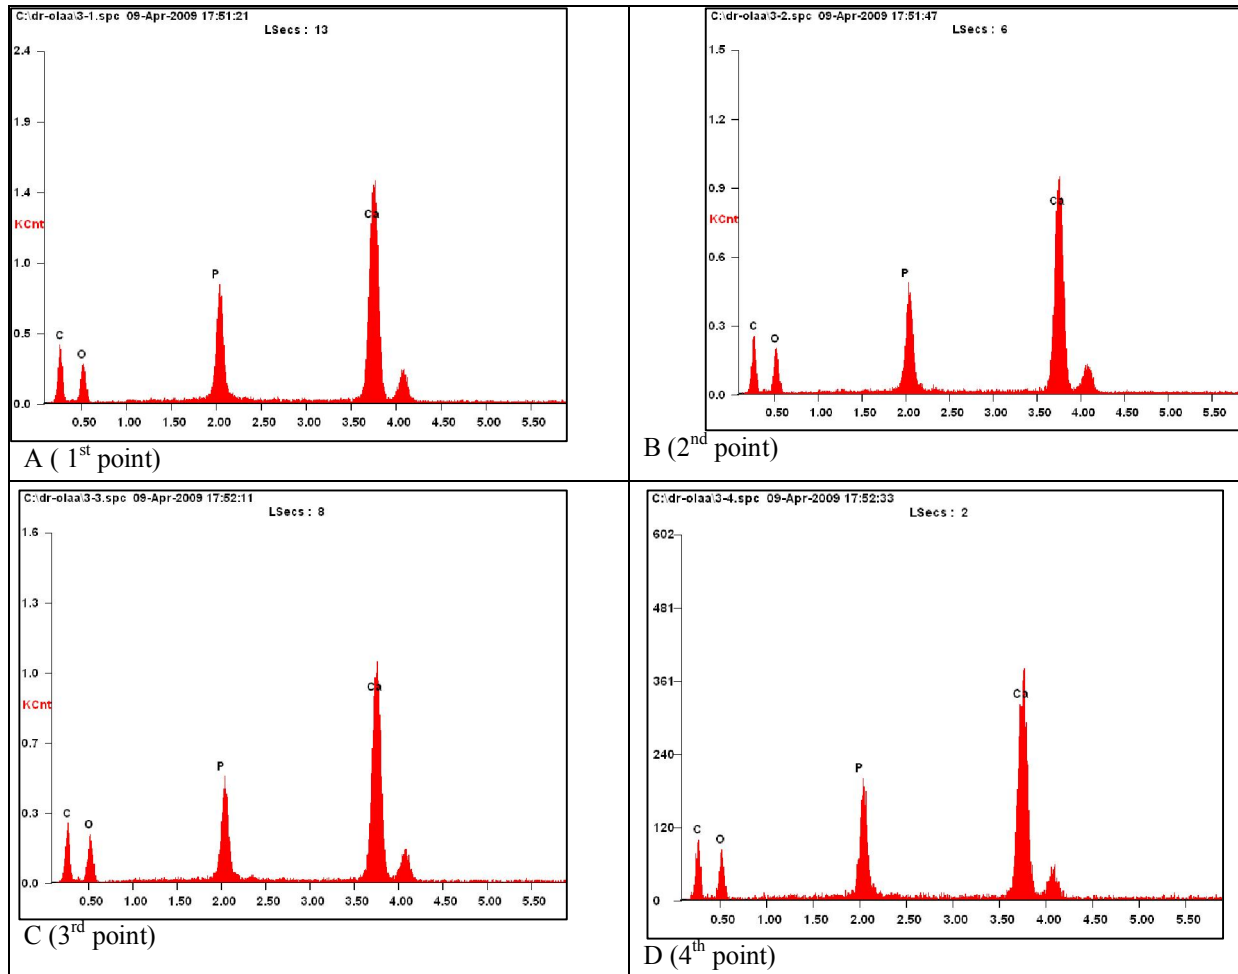 C:\dr-olaa\3-1.spc 09-Apr-2009 17:51:21
LSecs : 13
2.4
1.9
1.4
KCnt
1.0
0.5
0.0
C
O
P
Ca
0.50 1.00 1.50 2.00 2.50 3.00 3.50 4.00 4.50 5.00 5.50
A ( 1st point)
C:\dr-olaa\3-2.spc 09-Apr-2009 17:51:47
LSecs : 6
1.5
1.2
0.9
KCnt
0.6
0.3
0.0
C
O
P
Ca
0.50 1.00 1.50 2.00 2.50 3.00 3.50 4.00 4.50 5.00 5.50
B (2nd point)
C:\dr-olaa\3-3.spc 09-Apr-2009 17:52:11
LSecs : 8
1.6
1.3
1.0
KCnt
0.7
0.3
0.0
C
O
P
Ca
0.50 1.00 1.50 2.00 2.50 3.00 3.50 4.00 4.50 5.00 5.50
C (3rd point)
C:\dr-olaa\3-4.spc 09-Apr-2009 17:52:33
LSecs : 2
602
481
361
240
120
0
C
O
P
Ca
0.50 1.00 1.50 2.00 2.50 3.00 3.50 4.00 4.50 5.00 5.50
D (4th point)